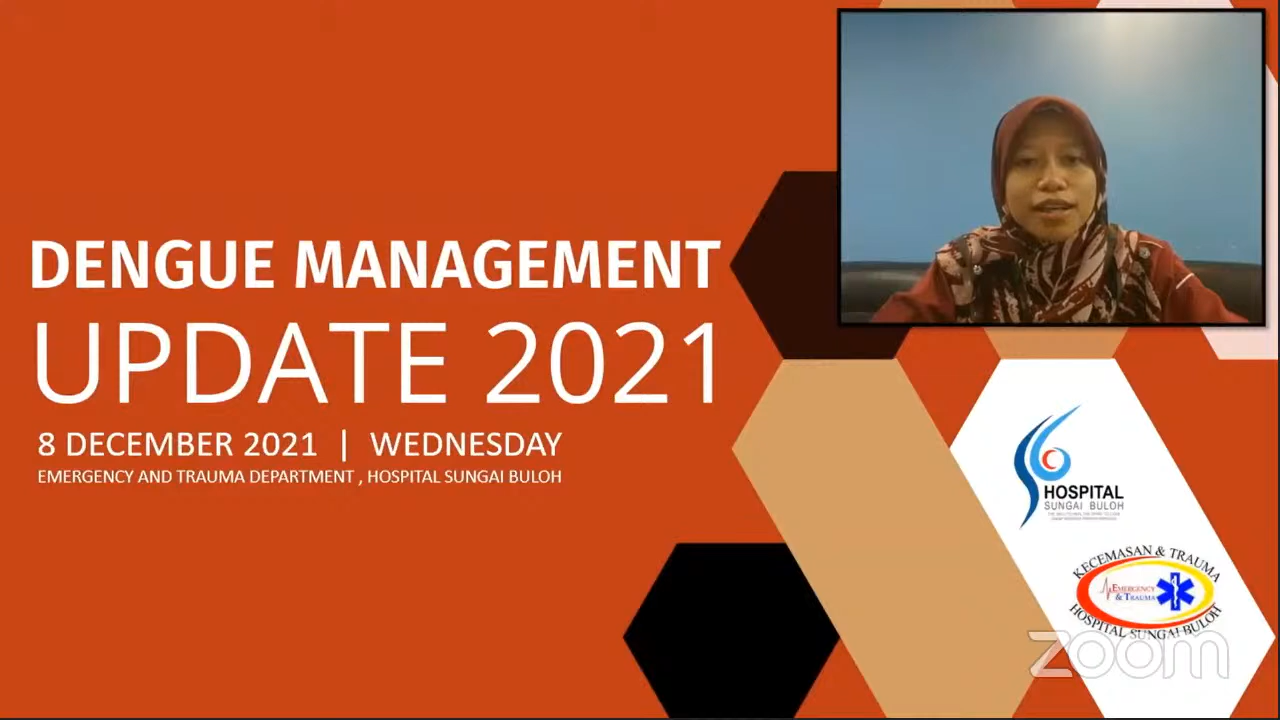 DENGUE MANAGEMENT
UPDATE 2021
8 DECEMBER 2021 | WEDNESDAY
EMERGENCY AND TRAUMA DEPARTMENT , HOSPITAL SUNGAI BULOH
HOSPITAL
SUNGAI BULOH
KECEMASAN & TRAUMA
EMERGENCY
& TRAUMA
HOSPITAL SUNGAI BULOH
zoom